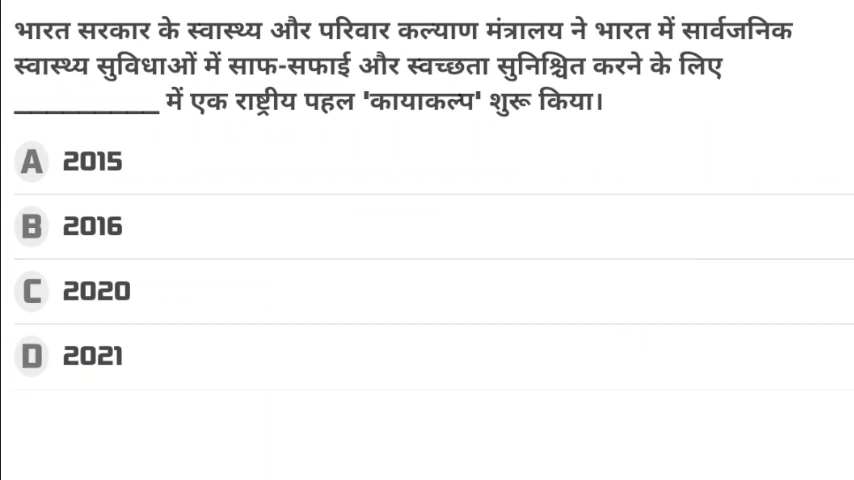 भारत सरकार के स्वास्थ्य और परिवार कल्याण मंत्रालय ने भारत में सार्वजनिक
स्वास्थ्य सुविधाओं में साफ-सफाई और स्वच्छता सुनिश्चित करने के लिए
___________ में एक राष्ट्रीय पहल 'कायाकल्प' शुरू किया।
A 2015
B 2016
C 2020
D 2021